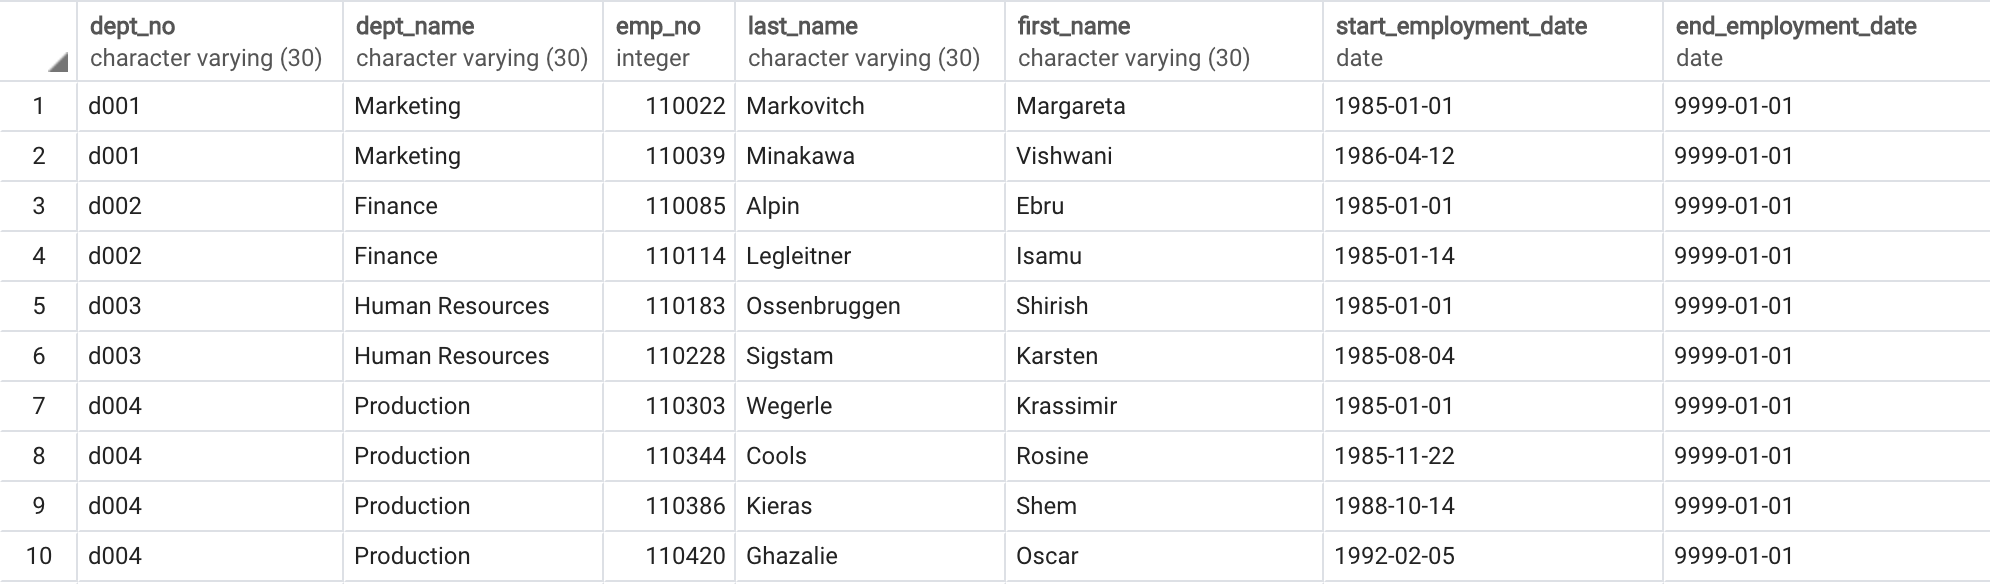 dept_no dept_name emp_no last_name first_name start_employment_date end_employment_date
character varying (30) character varying (30) integer character varying (30) character varying (30) date date
1 d001 Marketing 110022 Markovitch Margareta 1985-01-01 9999-01-01
2 d001 Marketing 110039 Minakawa Vishwani 1986-04-12 9999-01-01
3 d002 Finance 110085 Alpin Ebru 1985-01-01 9999-01-01
4 d002 Finance 110114 Legleitner Isamu 1985-01-14 9999-01-01
5 d003 Human Resources 110183 Ossenbruggen Shirish 1985-01-01 9999-01-01
6 d003 Human Resources 110228 Sigstam Karsten 1985-08-04 9999-01-01
7 d004 Production 110303 Wegerle Krassimir 1985-01-01 9999-01-01
8 d004 Production 110344 Cools Rosine 1985-11-22 9999-01-01
9 d004 Production 110386 Kieras Shem 1988-10-14 9999-01-01
10 d004 Production 110420 Ghazalie Oscar 1992-02-05 9999-01-01